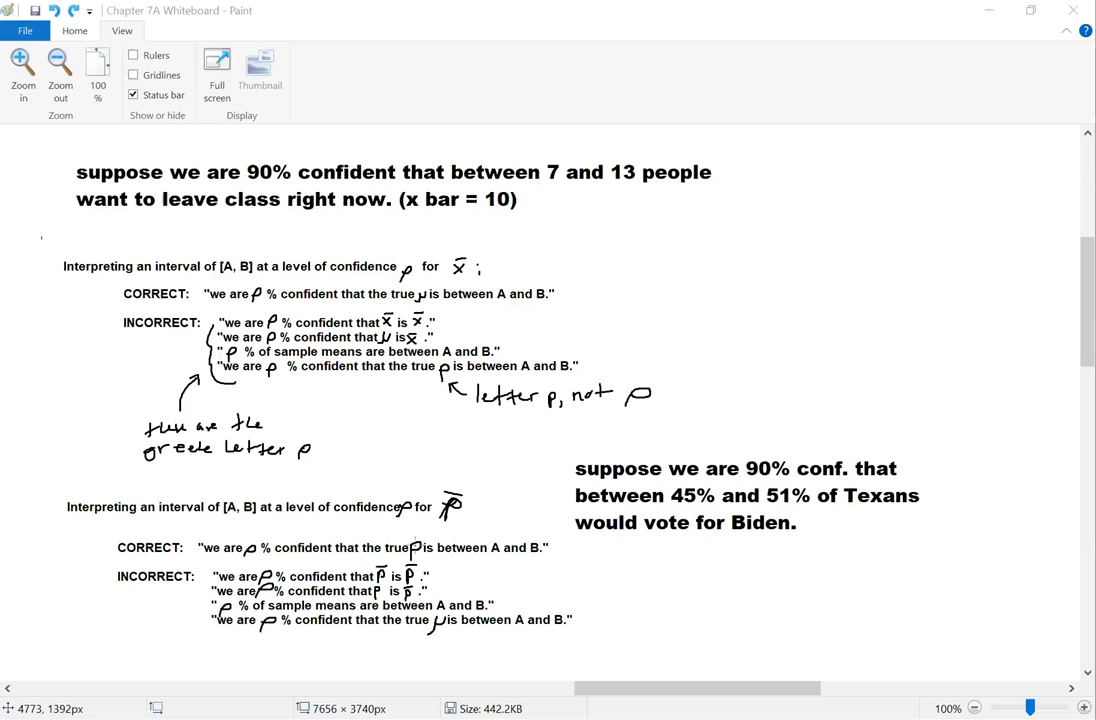 Chapter 7A Whiteboard - Paint
File Home View
Zoom in
Zoom out
100 %
Rulers
Gridlines
Status bar
Full screen
Thumbnail
Zoom
Show or hide
Display
suppose we are 90% confident that between 7 and 13 people
want to leave class right now. (x bar = 10)
Interpreting an interval of [A, B] at a level of confidence ρ for x̄ :
CORRECT: "we are ρ % confident that the true μ is between A and B."
INCORRECT: "we are ρ % confident that x̄ is x̄ ."
"we are ρ % confident that μ is x̄ ."
" ρ % of sample means are between A and B."
"we are ρ % confident that the true p is between A and B."
letter p, not ρ
are the
greek letter ρ
Interpreting an interval of [A, B] at a level of confidence ρ for p̄
CORRECT: "we are ρ % confident that the true p is between A and B."
INCORRECT: "we are ρ % confident that p̄ is p̄ ."
"we are ρ % confident that p is p̄ ."
" ρ % of sample means are between A and B."
"we are ρ % confident that the true μ is between A and B."
suppose we are 90% conf. that
between 45% and 51% of Texans
would vote for Biden.
4773, 1392px
7656 × 3740px
Size: 442.2KB
100%